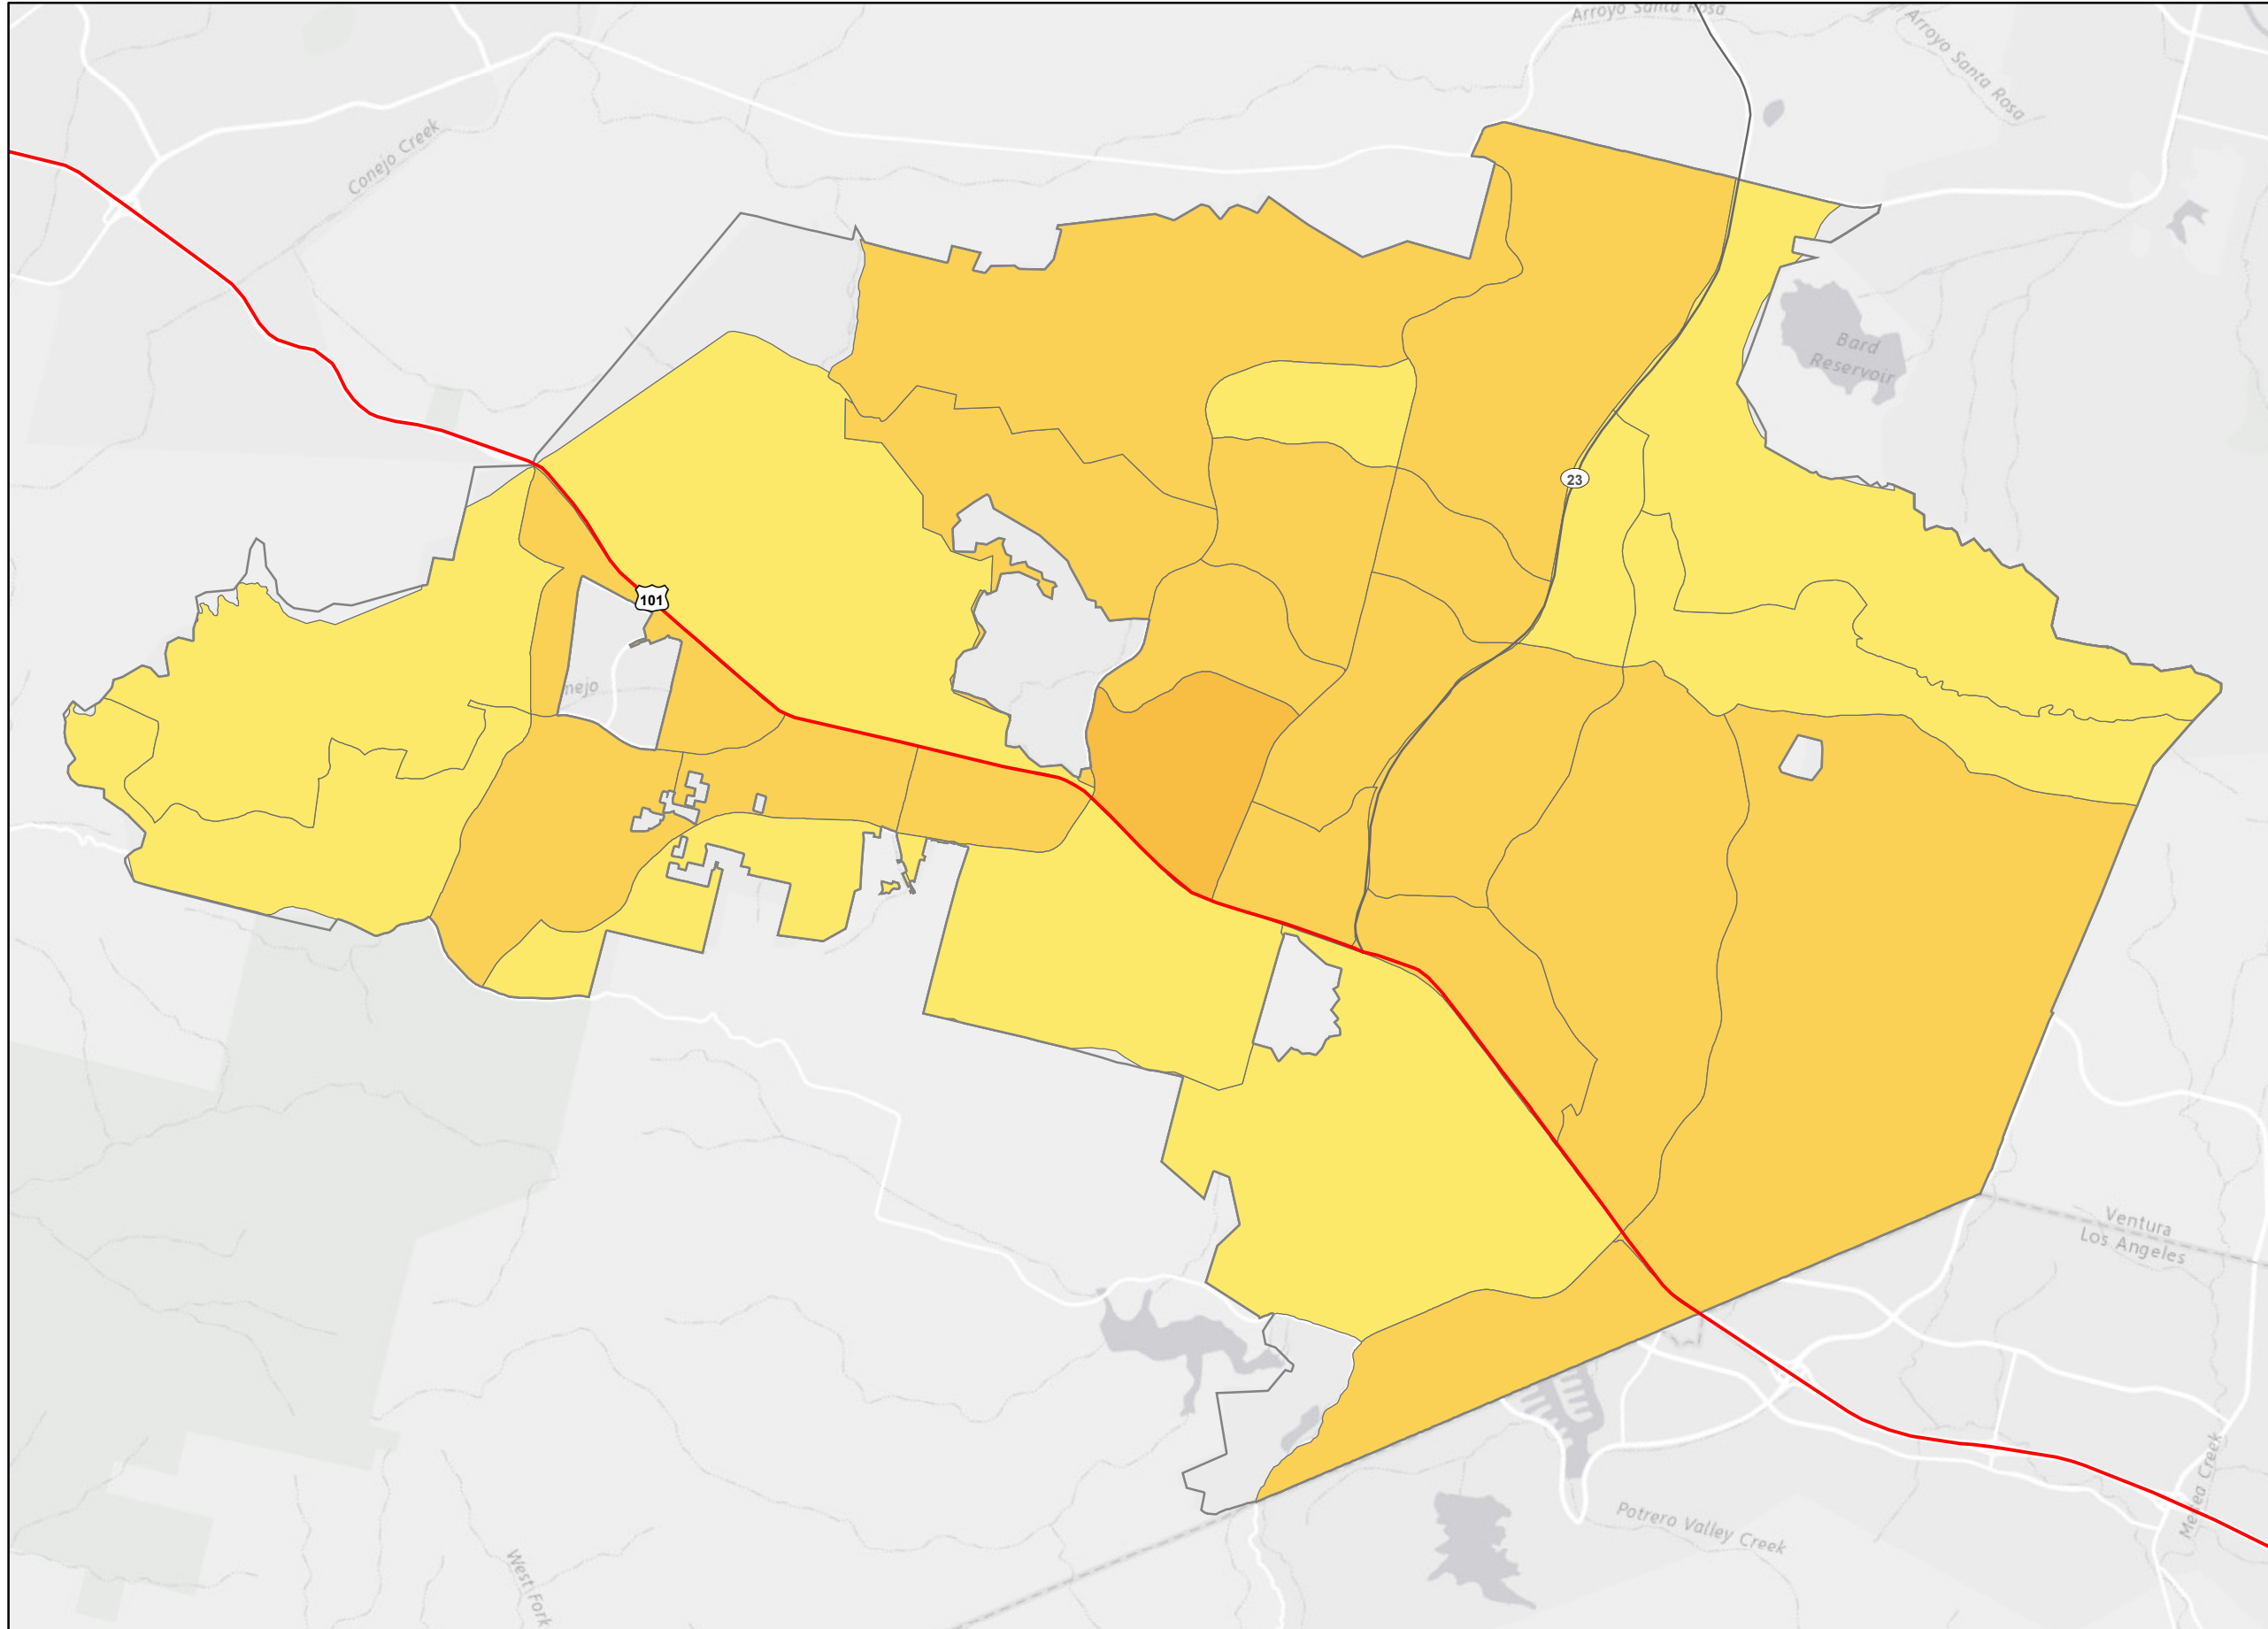 Arroyo Santa Rosa
Arroyo Santa Rosa
Conejo Creek
Bard
Reservoir
23
101
nejo
Ventura
Los Angeles
Potrero Valley Creek
Creek
West Fork